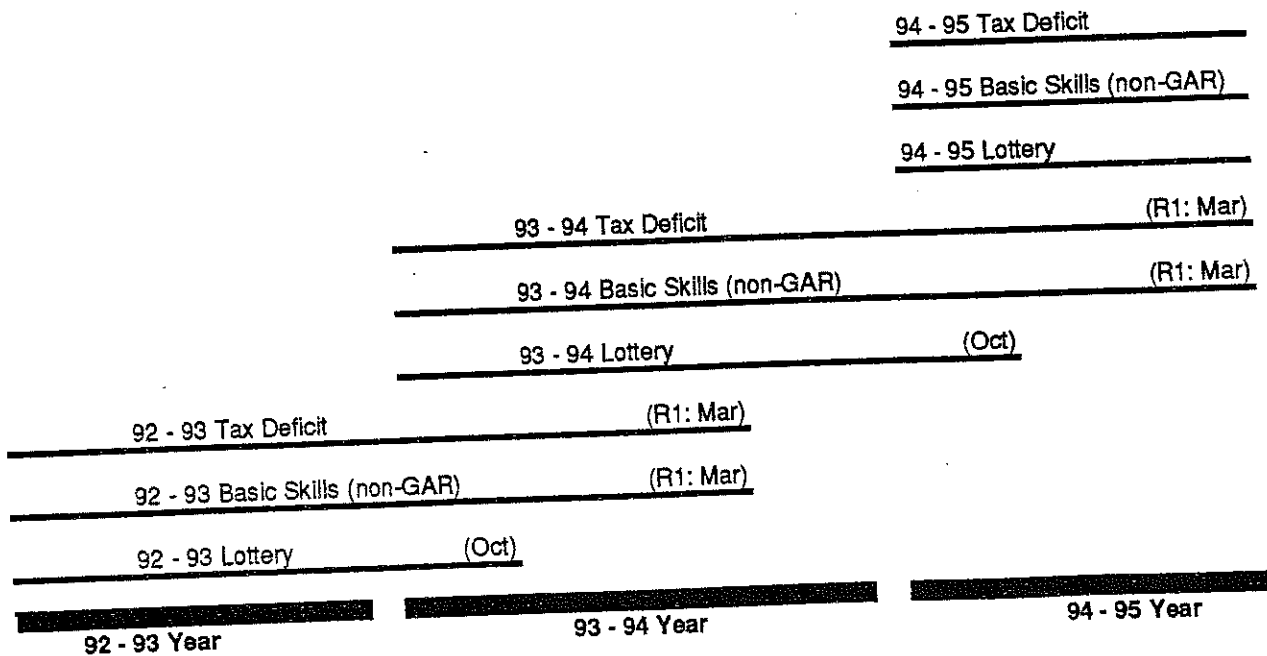 94 - 95 Tax Deficit
94 - 95 Basic Skills (non-GAR)
94 - 95 Lottery
93 - 94 Tax Deficit (R1: Mar)
93 - 94 Basic Skills (non-GAR) (R1: Mar)
93 - 94 Lottery (Oct)
92 - 93 Tax Deficit (R1: Mar)
92 - 93 Basic Skills (non-GAR) (R1: Mar)
92 - 93 Lottery (Oct)
92 - 93 Year 93 - 94 Year 94 - 95 Year